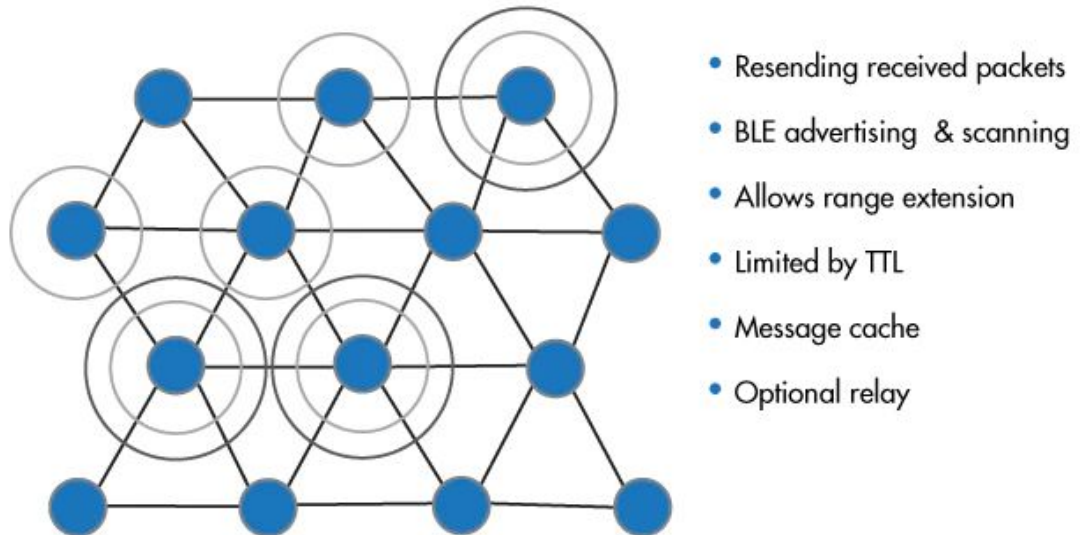 Resending received packets
BLE advertising & scanning
Allows range extension
Limited by TTL
Message cache
Optional relay